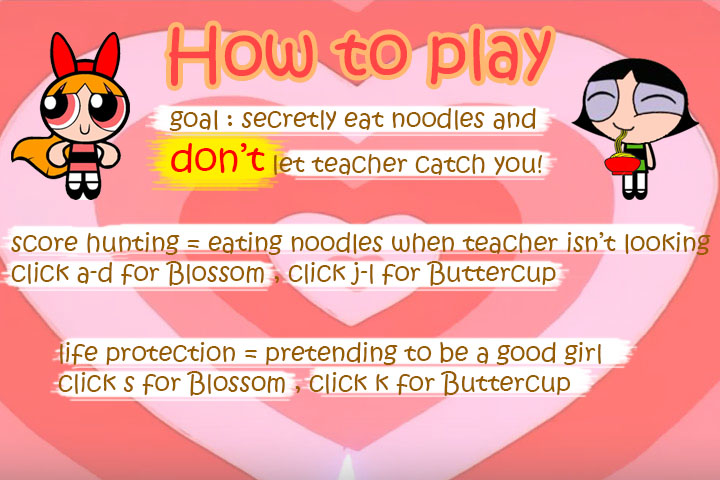 How to play
goal : secretly eat noodles and
don't let teacher catch you!
score hunting = eating noodles when teacher isn't looking
click a-d for Blossom , click j-l for Buttercup
life protection = pretending to be a good girl
click s for Blossom , click k for Buttercup